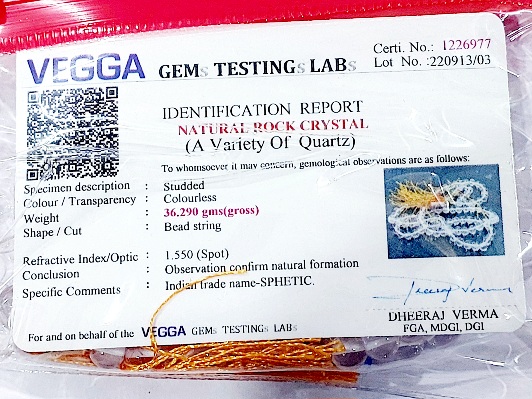 VEGGA GEMs TESTINGs LABs
Certi. No.: 1226977
Lot No. :220913/03
IDENTIFICATION REPORT
NATURAL ROCK CRYSTAL
(A Variety Of Quartz)
To whomsoever it may concern, gemological observations are as follows:
Specimen description : Studded
Colour / Transparency : Colourless
Weight : 36.290 gms(gross)
Shape / Cut : Bead string
Refractive Index/Optic : 1.550 (Spot)
Conclusion : Observation confirm natural formation
Specific Comments : Indian trade name-SPHETIC.
Dheeraj Verma
DHEERAJ VERMA
FGA, MDGI, DGI
For and on behalf of the VEGGA GEMs TESTINGs LABs